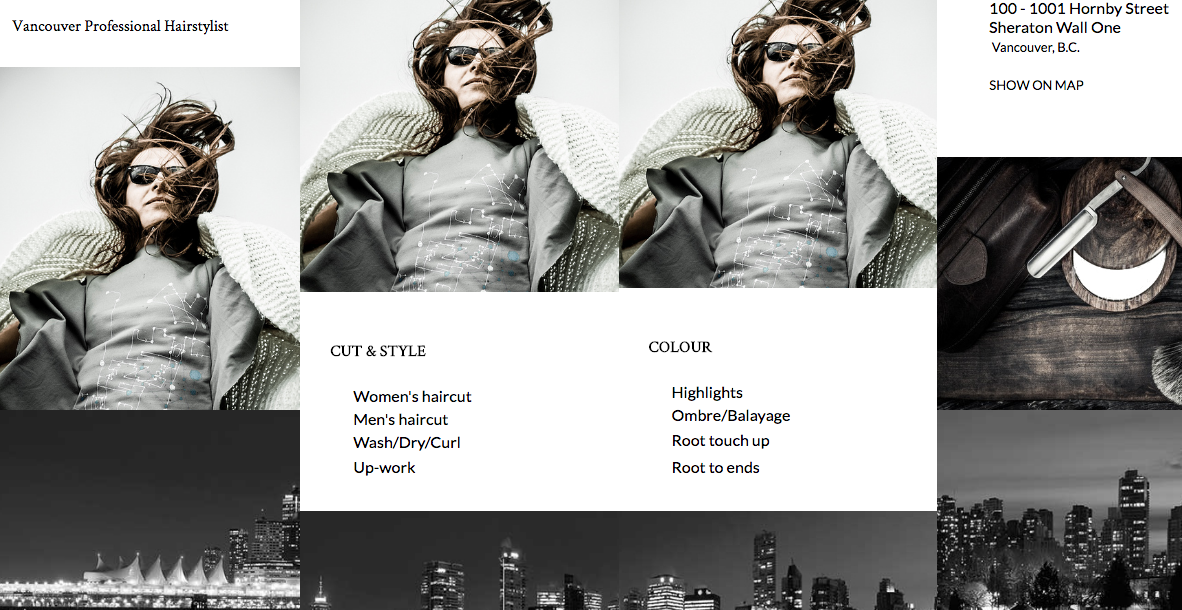 Vancouver Professional Hairstylist
CUT & STYLE
Women's haircut
Men's haircut
Wash/Dry/Curl
Up-work
COLOUR
Highlights
Ombre/Balayage
Root touch up
Root to ends
100 - 1001 Hornby Street
Sheraton Wall One
Vancouver, B.C.
SHOW ON MAP